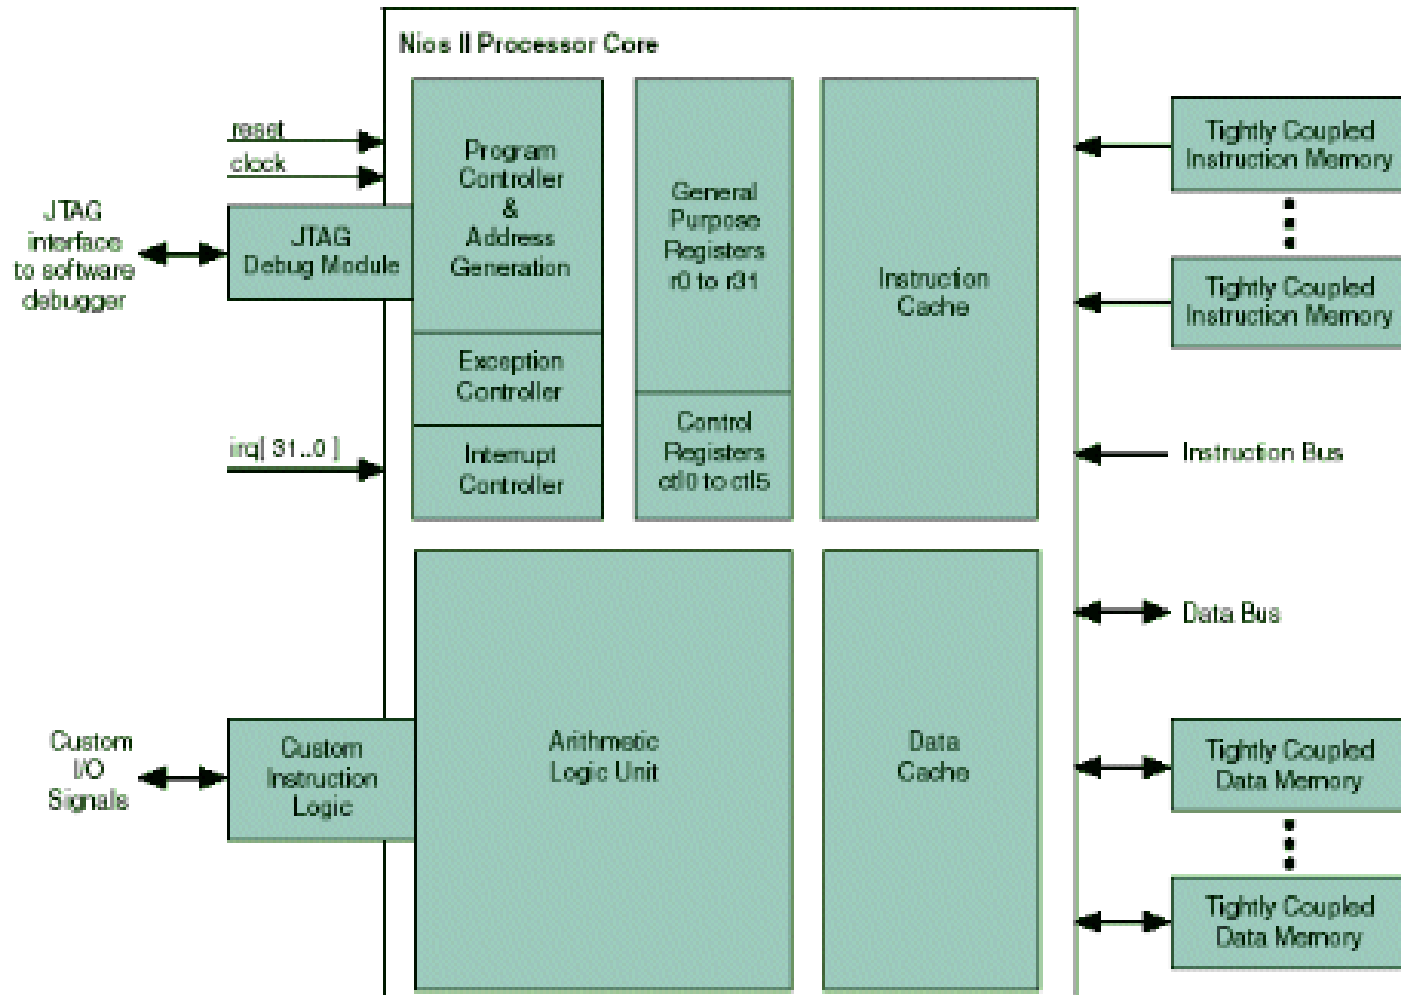 Nios II Processor Core
reset
clock
JTAG
interface
to software
debugger
JTAG
Debug Module
Program
Controller
&
Address
Generation
Exception
Controller
irq[ 31..0 ]
Interrupt
Controller
General
Purpose
Registers
r0 to r31
Control
Registers
ctl0 to ctl5
Instruction
Cache
Tightly Coupled
Instruction Memory
Tightly Coupled
Instruction Memory
Instruction Bus
Data Bus
Custom
I/O
Signals
Custom
Instruction
Logic
Arithmetic
Logic Unit
Data
Cache
Tightly Coupled
Data Memory
Tightly Coupled
Data Memory